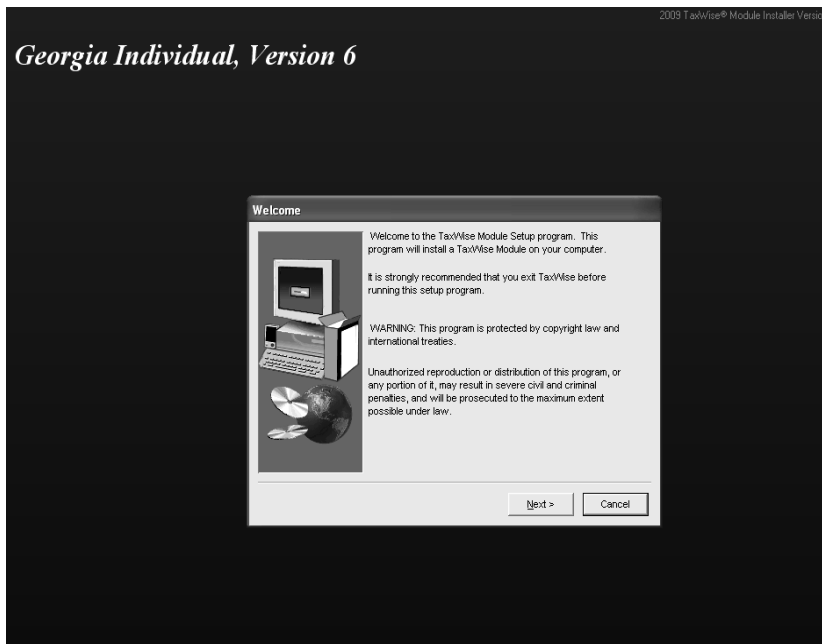 2009 TaxWise® Module Installer Versio
Georgia Individual, Version 6
Welcome
Welcome to the TaxWise Module Setup program. This
program will install a TaxWise Module on your computer.
It is strongly recommended that you exit TaxWise before
running this setup program.
WARNING: This program is protected by copyright law and
international treaties.
Unauthorized reproduction or distribution of this program, or
any portion of it, may result in severe civil and criminal
penalties, and will be prosecuted to the maximum extent
possible under law.
Next >
Cancel